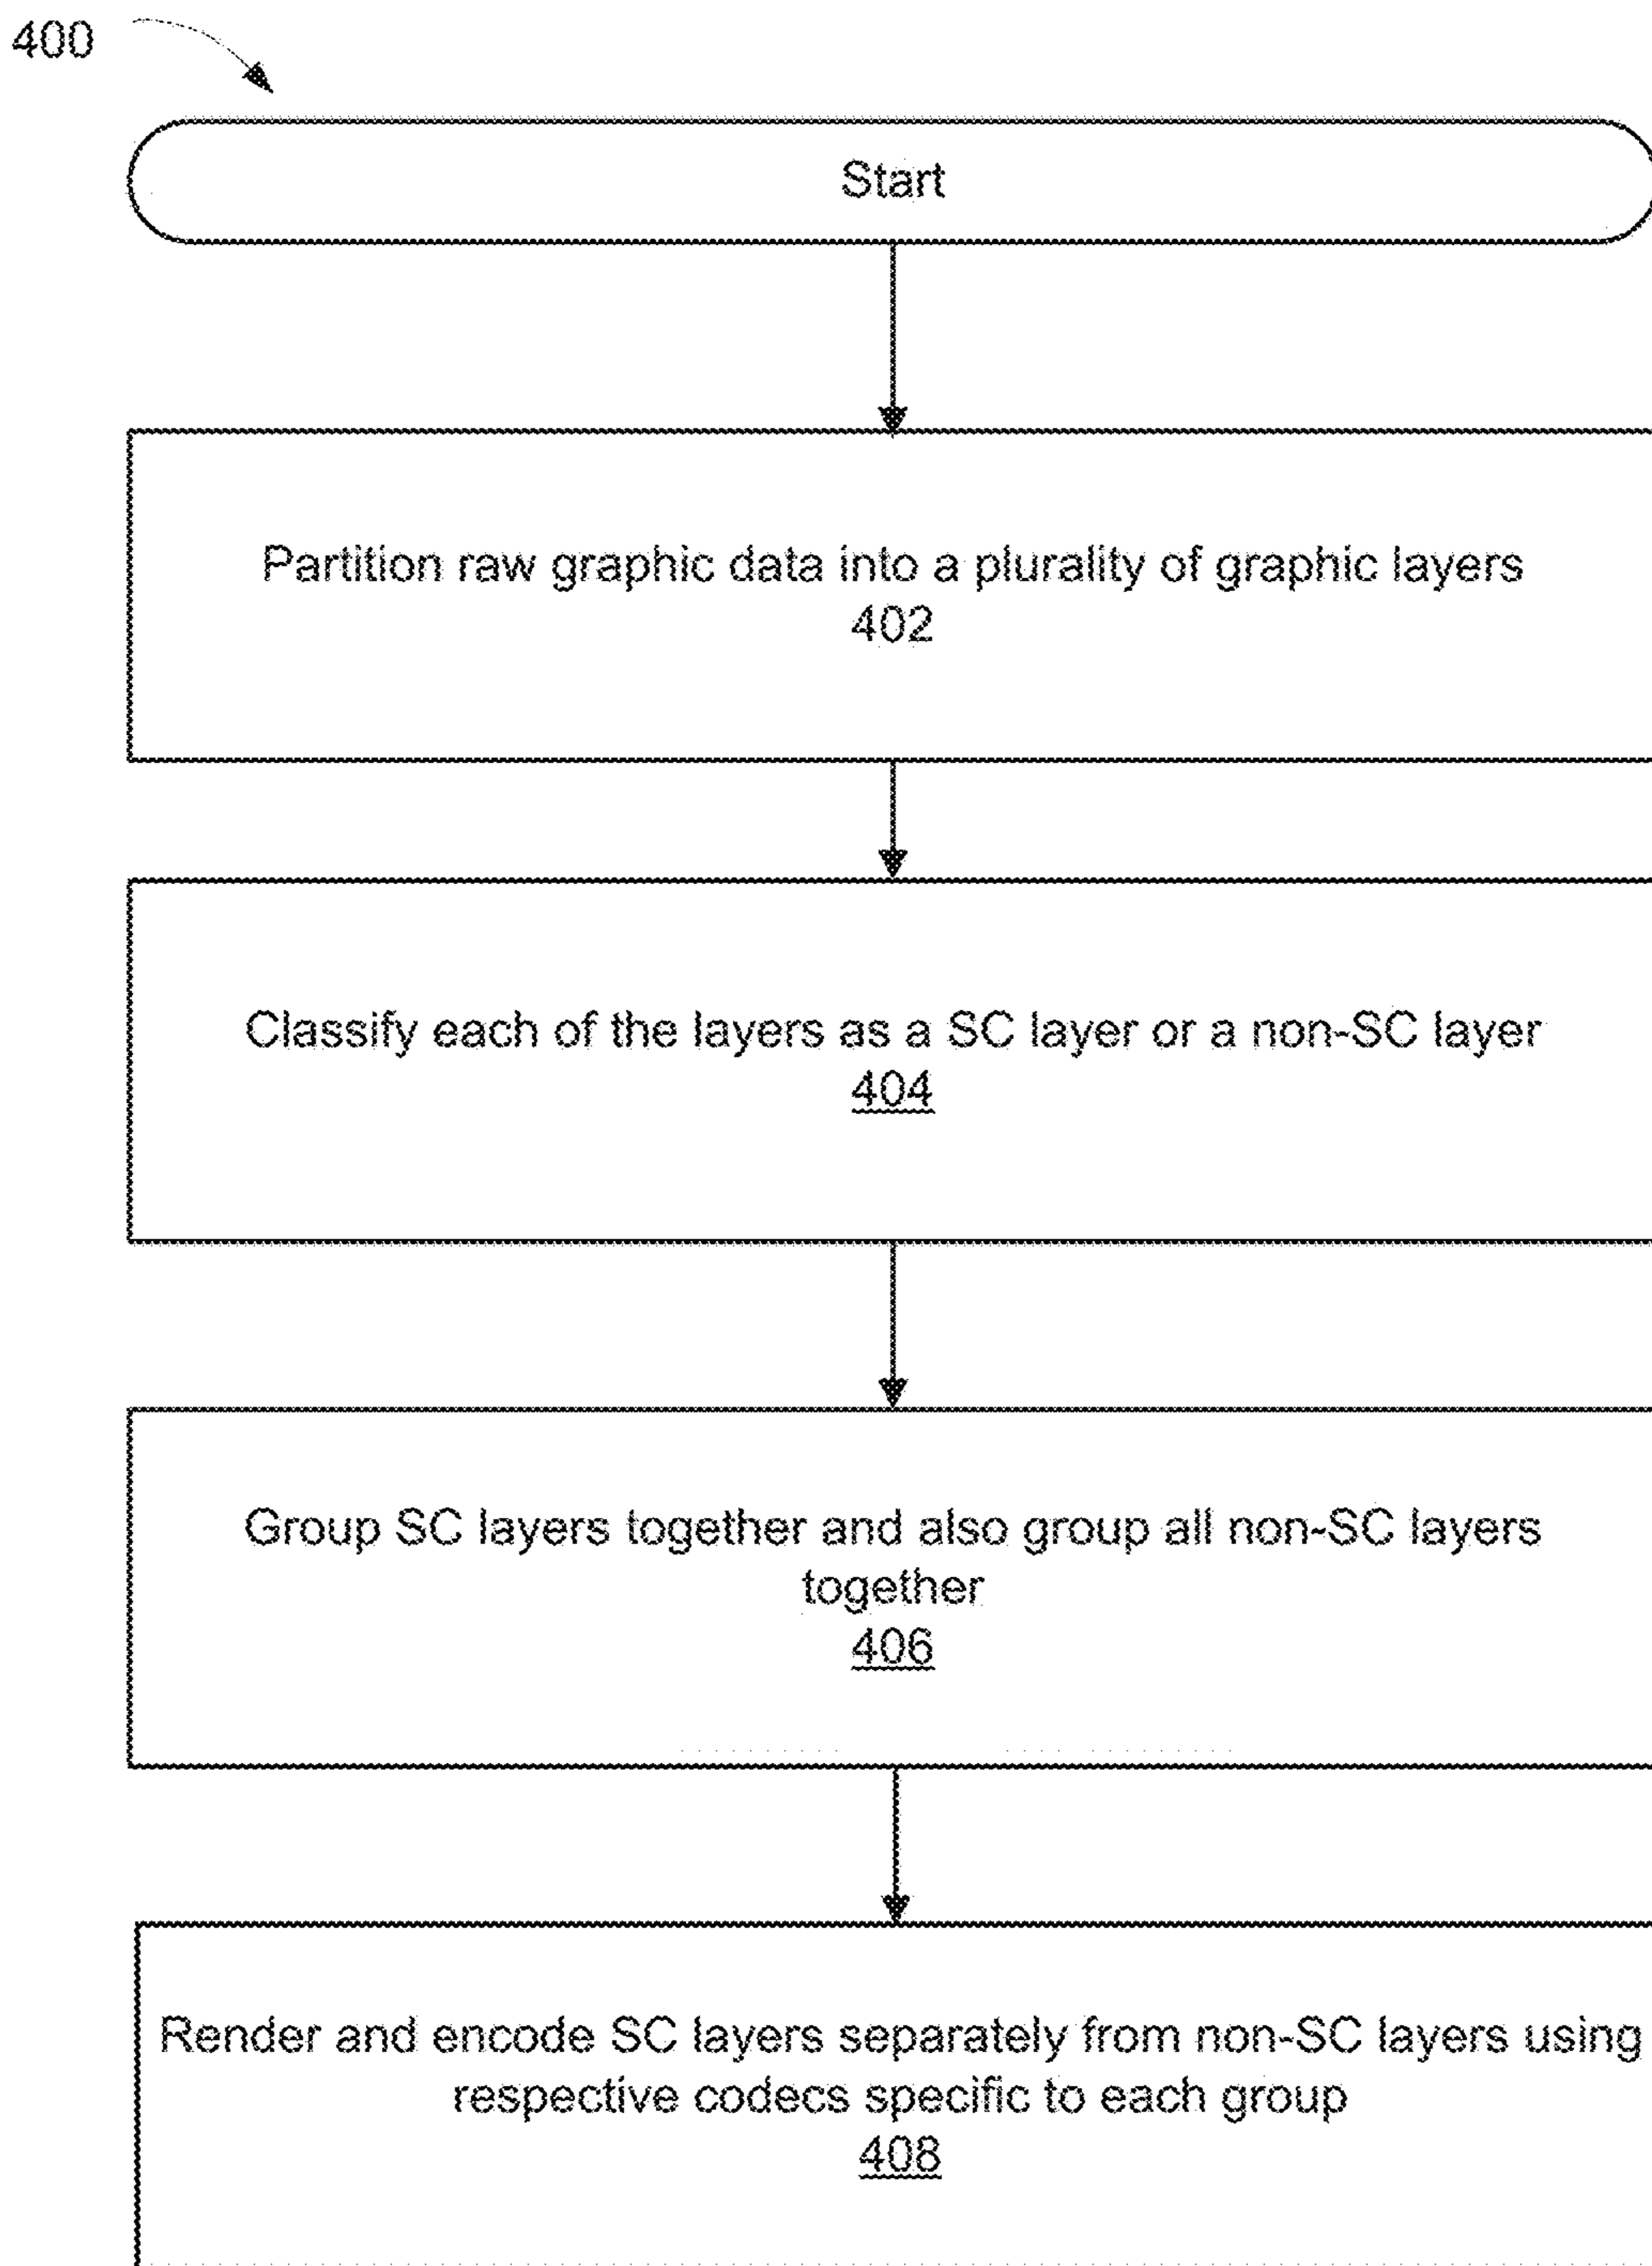 400
Start
Partition raw graphic data into a plurality of graphic layers
402
Classify each of the layers as a SC layer or a non-SC layer
404
Group SC layers together and also group all non-SC layers
together
406
Render and encode SC layers separately from non-SC layers using
respective codecs specific to each group
408